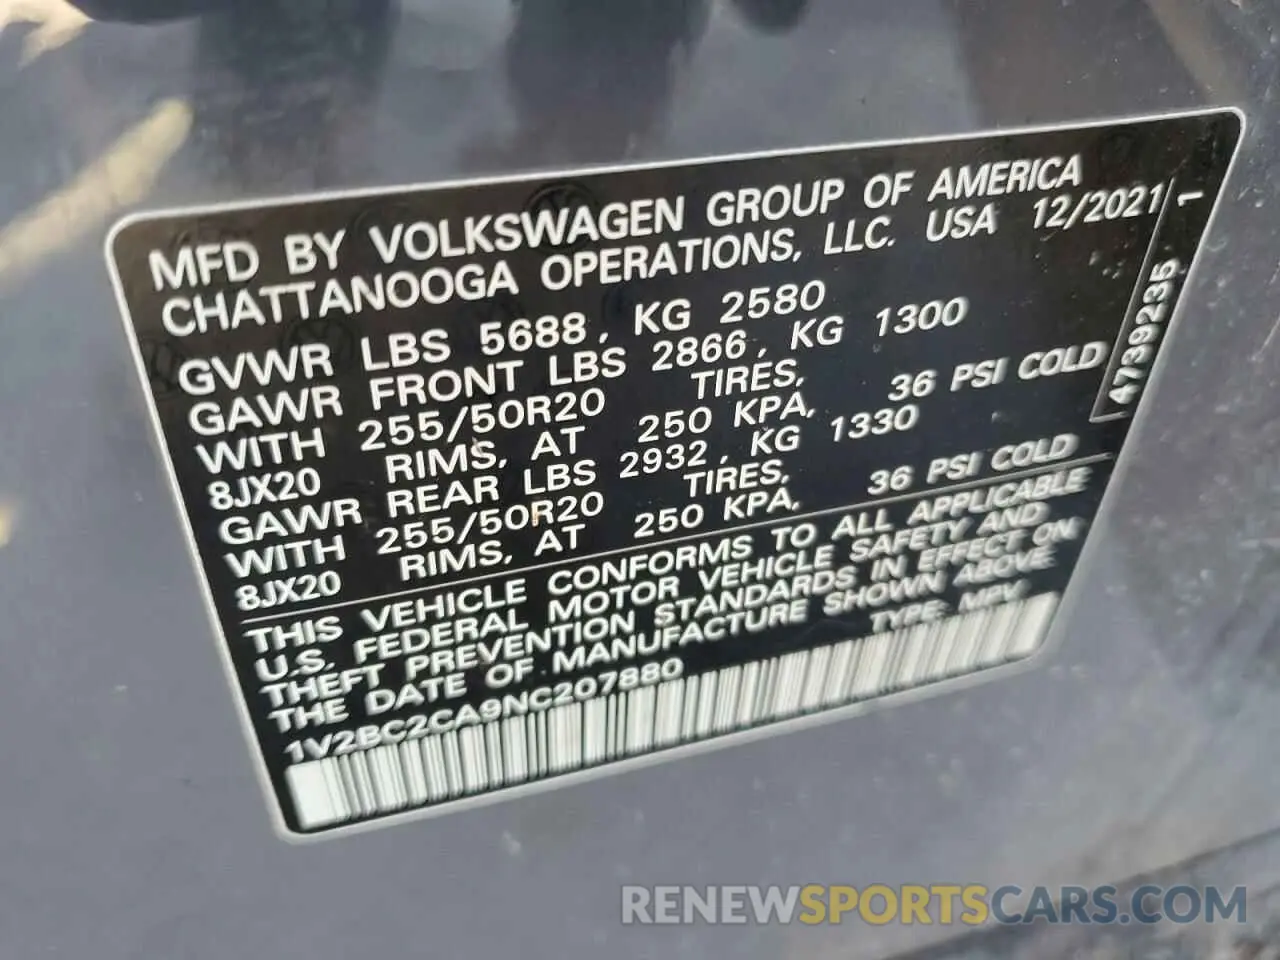 MFD BY VOLKSWAGEN GROUP OF AMERICA
CHATTANOOGA OPERATIONS, LLC. USA 12/2021
GVWR LBS 5688, KG 2580
GAWR FRONT LBS 2866, KG 1300
WITH 255/50R20 TIRES,
8JX20 RIMS, AT 250 KPA, 36 PSI COLD
GAWR REAR LBS 2932, KG 1330
WITH 255/50R20 TIRES,
8JX20 RIMS, AT 250 KPA, 36 PSI COLD
4739235 1
THIS VEHICLE CONFORMS TO ALL APPLICABLE
U.S. FEDERAL MOTOR VEHICLE SAFETY AND
THEFT PREVENTION STANDARDS IN EFFECT ON
THE DATE OF MANUFACTURE SHOWN ABOVE
TYPE: MPV
1V2BC2CA9NC207880
RENEWSPORTSCARS.COM